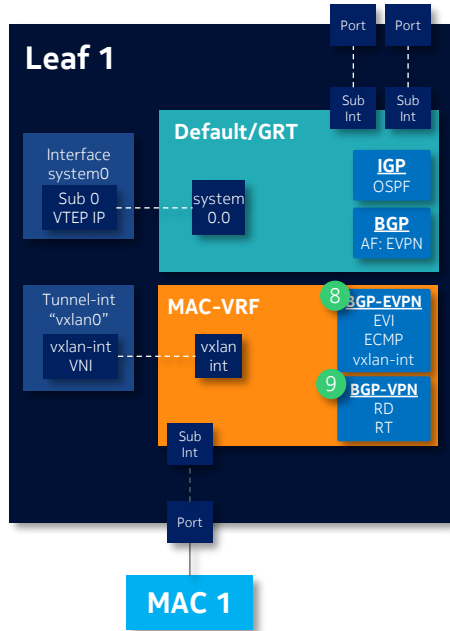 Port
Port
Leaf 1
Sub
Int
Sub
Int
Default/GRT
Interface
system0
Sub 0
VTEP IP
system
0.0
IGP
OSPF
BGP
AF: EVPN
Tunnel-int
“vxlan0”
vxlan-int
VNI
MAC-VRF
vxlan
int
8
BGP-EVPN
EVI
ECMP
vxlan-int
9
BGP-VPN
RD
RT
Sub
Int
Port
MAC 1